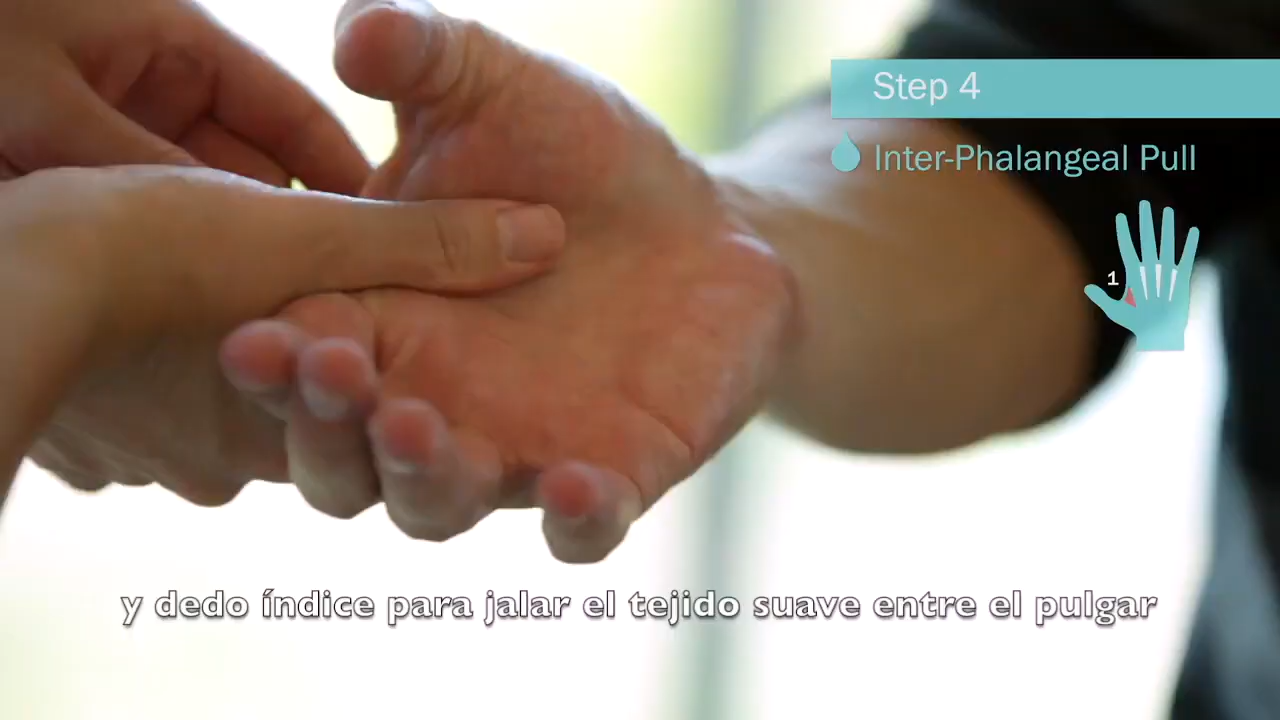 Step 4
Inter-Phalangeal Pull
1
y dedo índice para jalar el tejido suave entre el pulgar